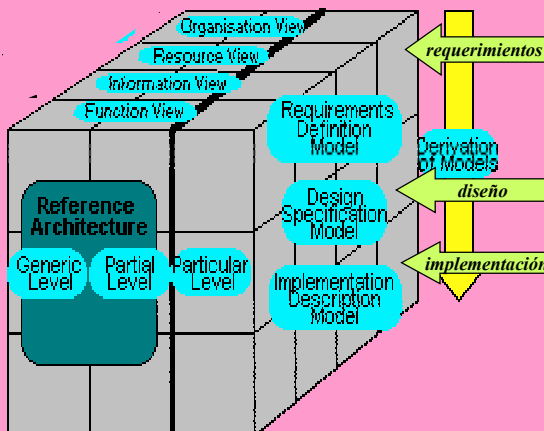 Organisation View
Resource View
Information View
Function View
requerimientos
Requirements
Definition
Model
Derivation
of Models
diseño
Design
Specification
Model
Reference
Architecture
Generic
Level
Partial
Level
Particular
Level
implementación
Implementation
Description
Model